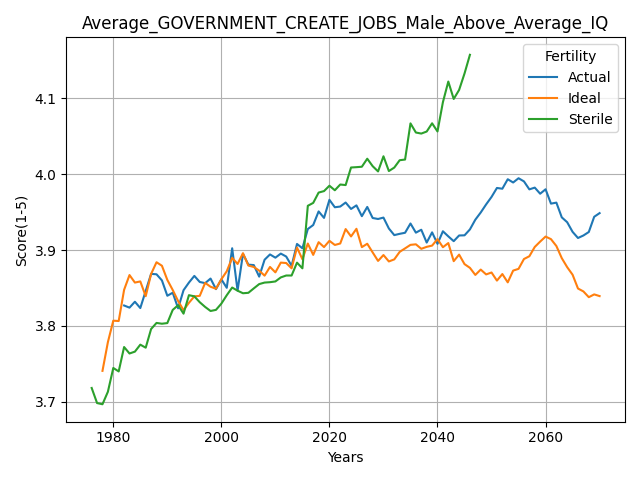 Average_GOVERNMENT_CREATE_JOBS_Male_Above_Average_IQ
Fertility
Actual
Ideal
Sterile
4.1
4.0
3.9
3.8
3.7
Score(1-5)
1980 2000 2020 2040 2060
Years